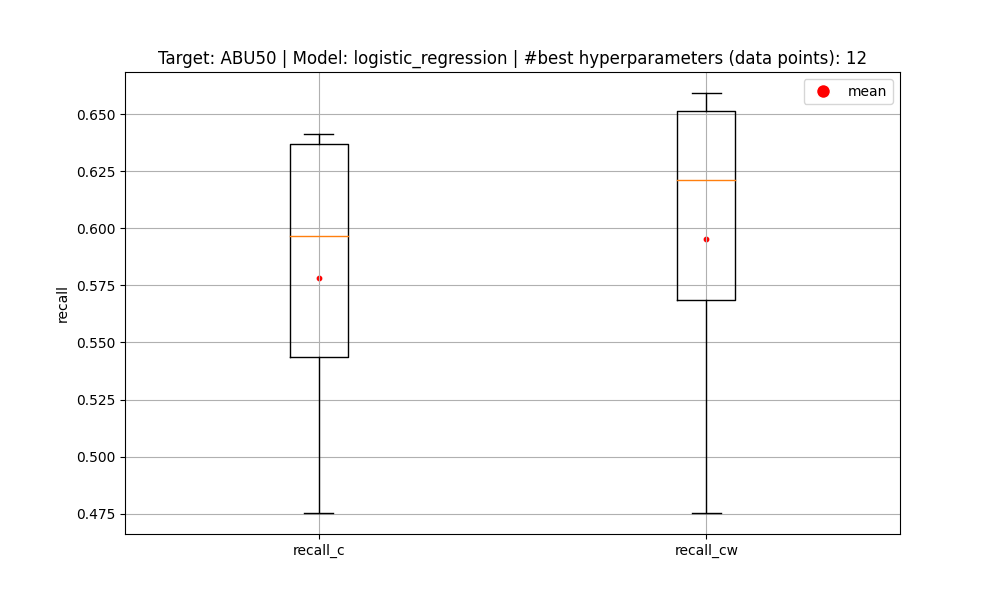 Target: ABU50 | Model: logistic_regression | #best hyperparameters (data points): 12
mean
recall
0.650
0.625
0.600
0.575
0.550
0.525
0.500
0.475
recall_c
recall_cw